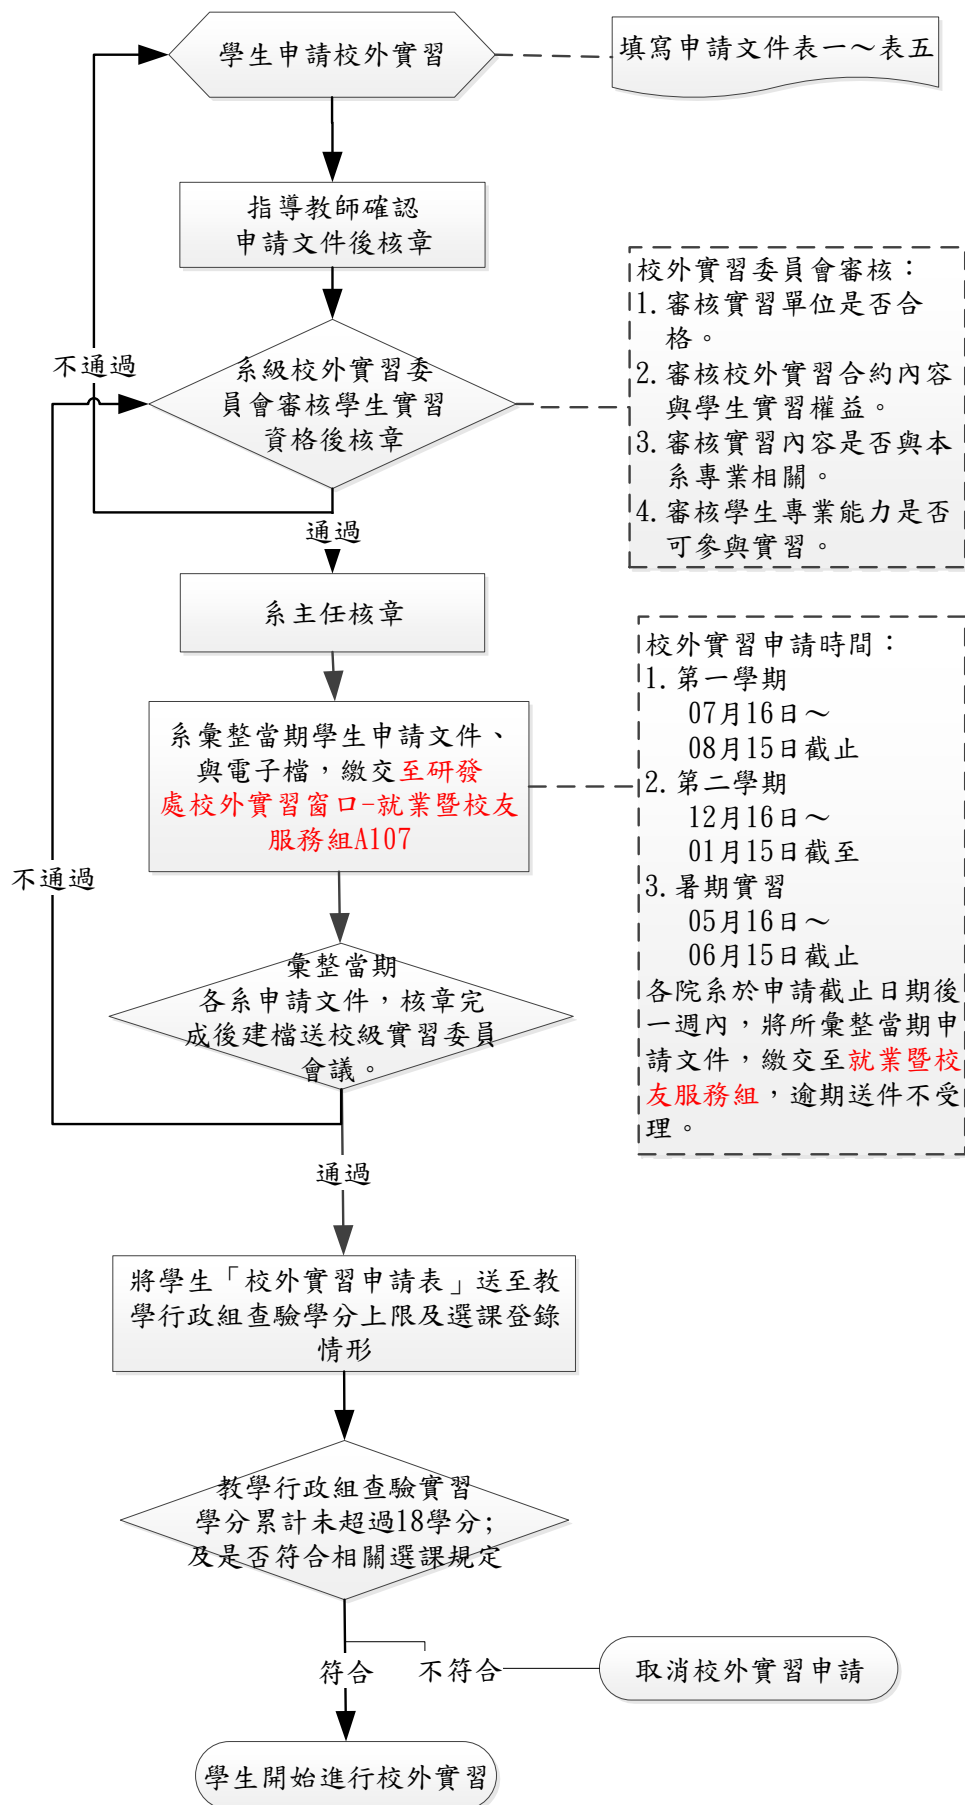 學生申請校外實習
填寫申請文件表一～表五
指導教師確認
申請文件後核章
校外實習委員會審核：
1.審核實習單位是否合
格。
2.審核校外實習合約內容
與學生實習權益。
3.審核實習內容是否與本
系專業相關。
4.審核學生專業能力是否
可參與實習。
不通過
系級校外實習委
員會審核學生實習
資格後核章
通過
系主任核章
校外實習申請時間：
1.第一學期
07月16日～
08月15日截止
2.第二學期
12月16日～
01月15日截至
3.暑期實習
05月16日～
06月15日截止
各院系於申請截止日期後
一週內，將所彙整當期申
請文件，繳交至就業暨校
友服務組，逾期送件不受
理。
系彙整當期學生申請文件、
與電子檔，繳交至研發
處校外實習窗口-就業暨校友
服務組A107
不通過
彙整當期
各系申請文件，核章完
成後建檔送校級實習委員
會議。
通過
將學生「校外實習申請表」送至教
學行政組查驗學分上限及選課登錄
情形
教學行政組查驗實習
學分累計未超過18學分;
及是否符合相關選課規定
符合
不符合
取消校外實習申請
學生開始進行校外實習